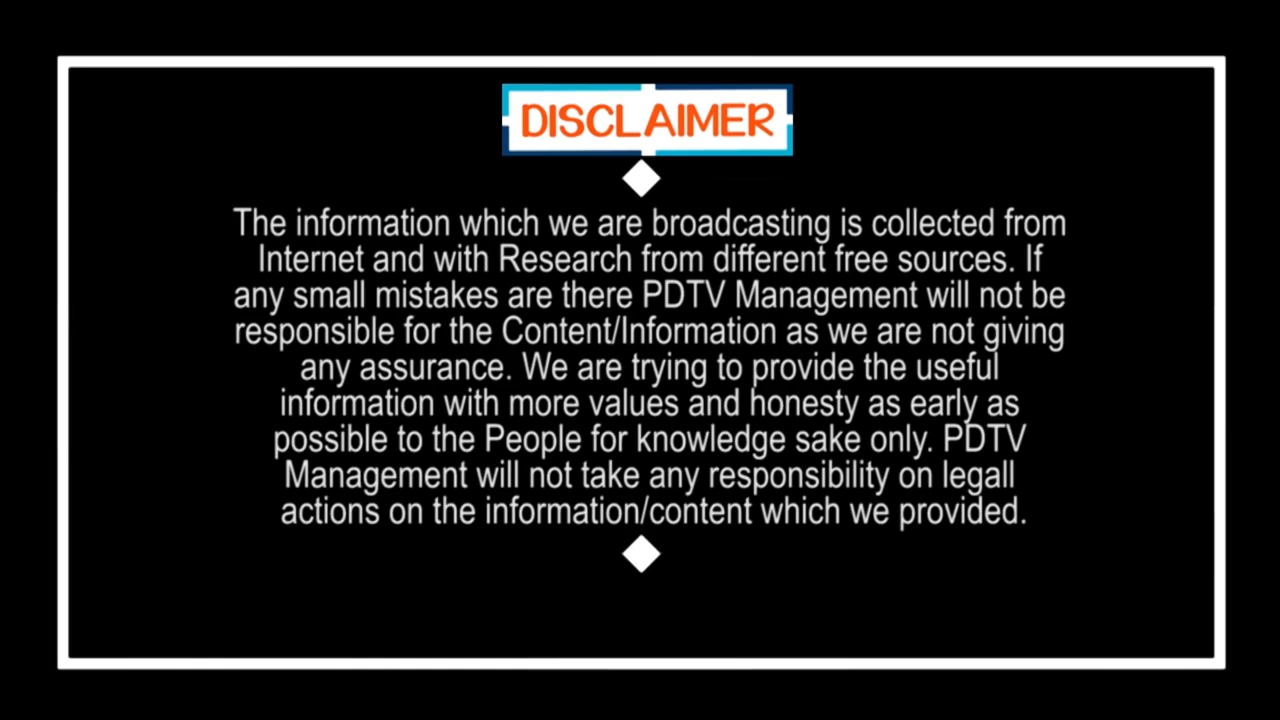 DISCLAIMER
The information which we are broadcasting is collected from
Internet and with Research from different free sources. If
any small mistakes are there PDTV Management will not be
responsible for the Content/Information as we are not giving
any assurance. We are trying to provide the useful
information with more values and honesty as early as
possible to the People for knowledge sake only. PDTV
Management will not take any responsibility on legall
actions on the information/content which we provided.